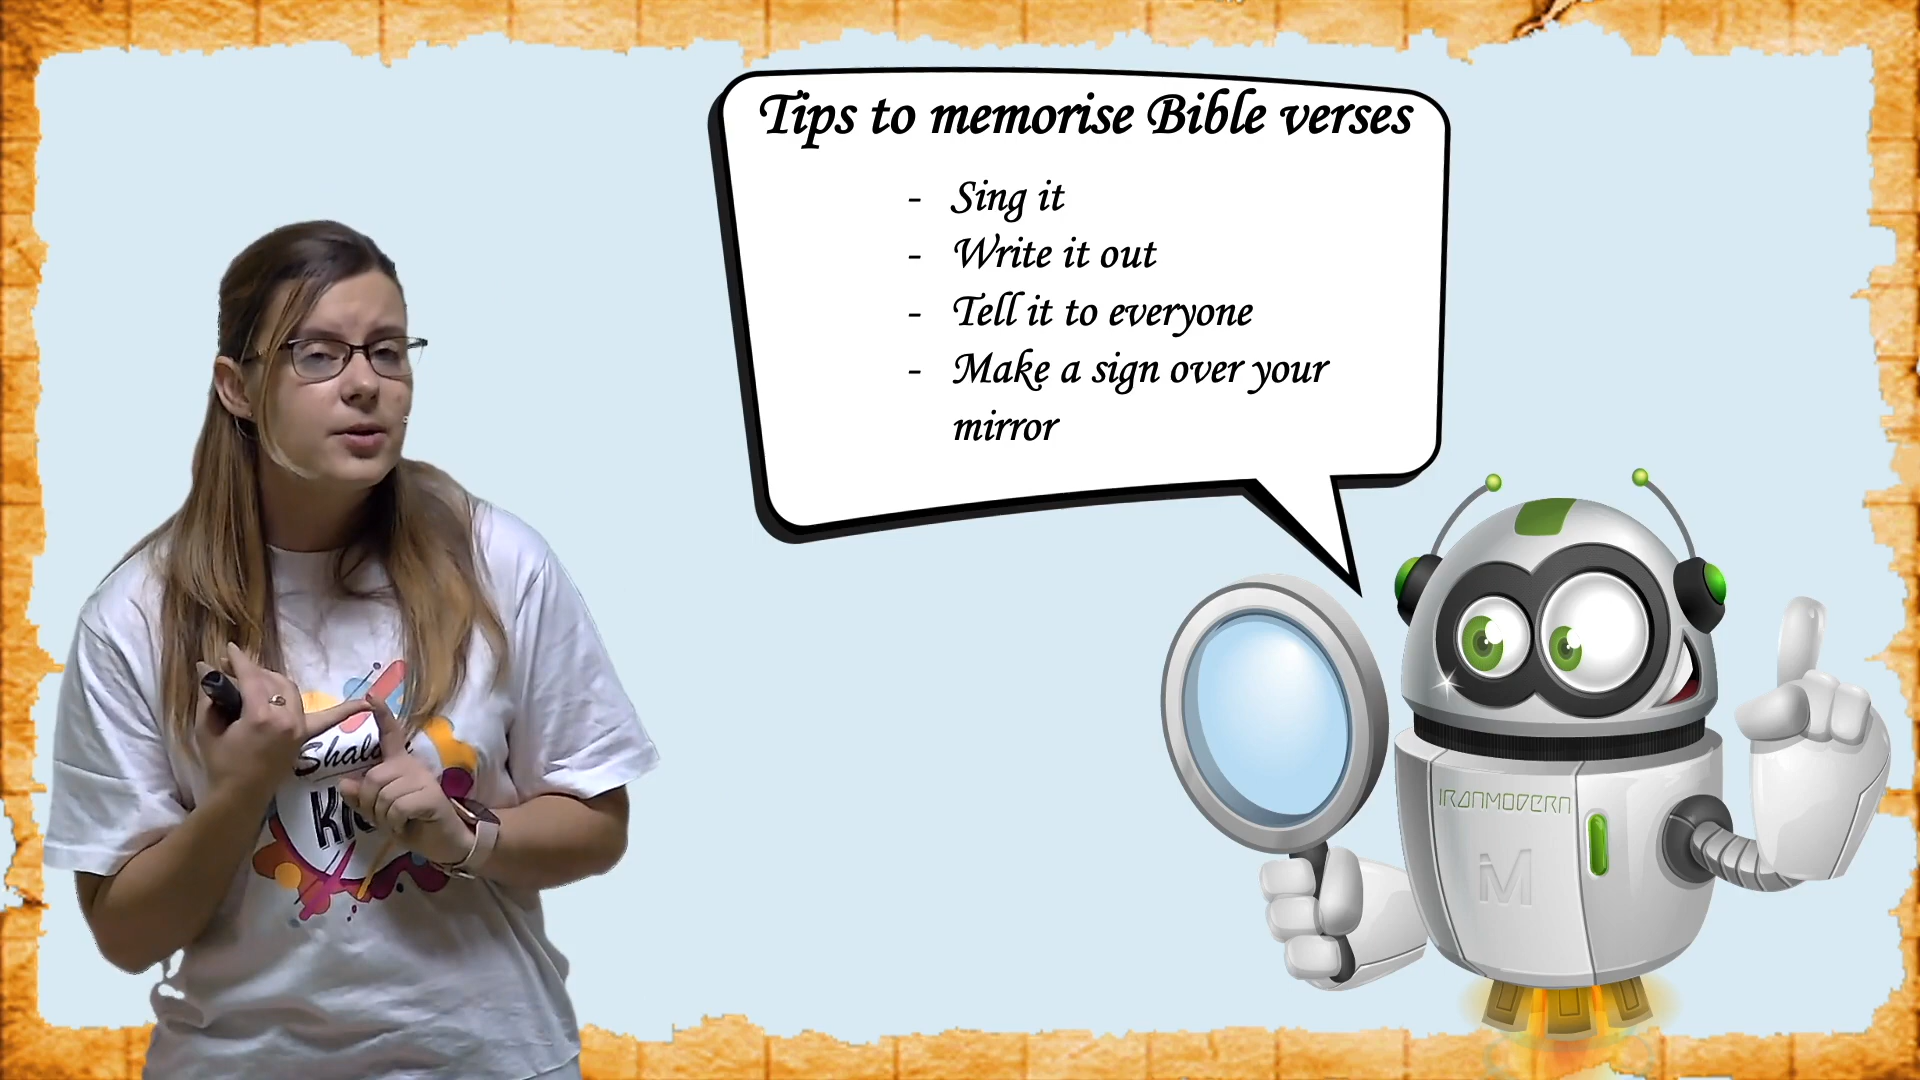 Tips to memorise Bible verses
- Sing it
- Write it out
- Tell it to everyone
- Make a sign over your
mirror
IRANMODERN
M